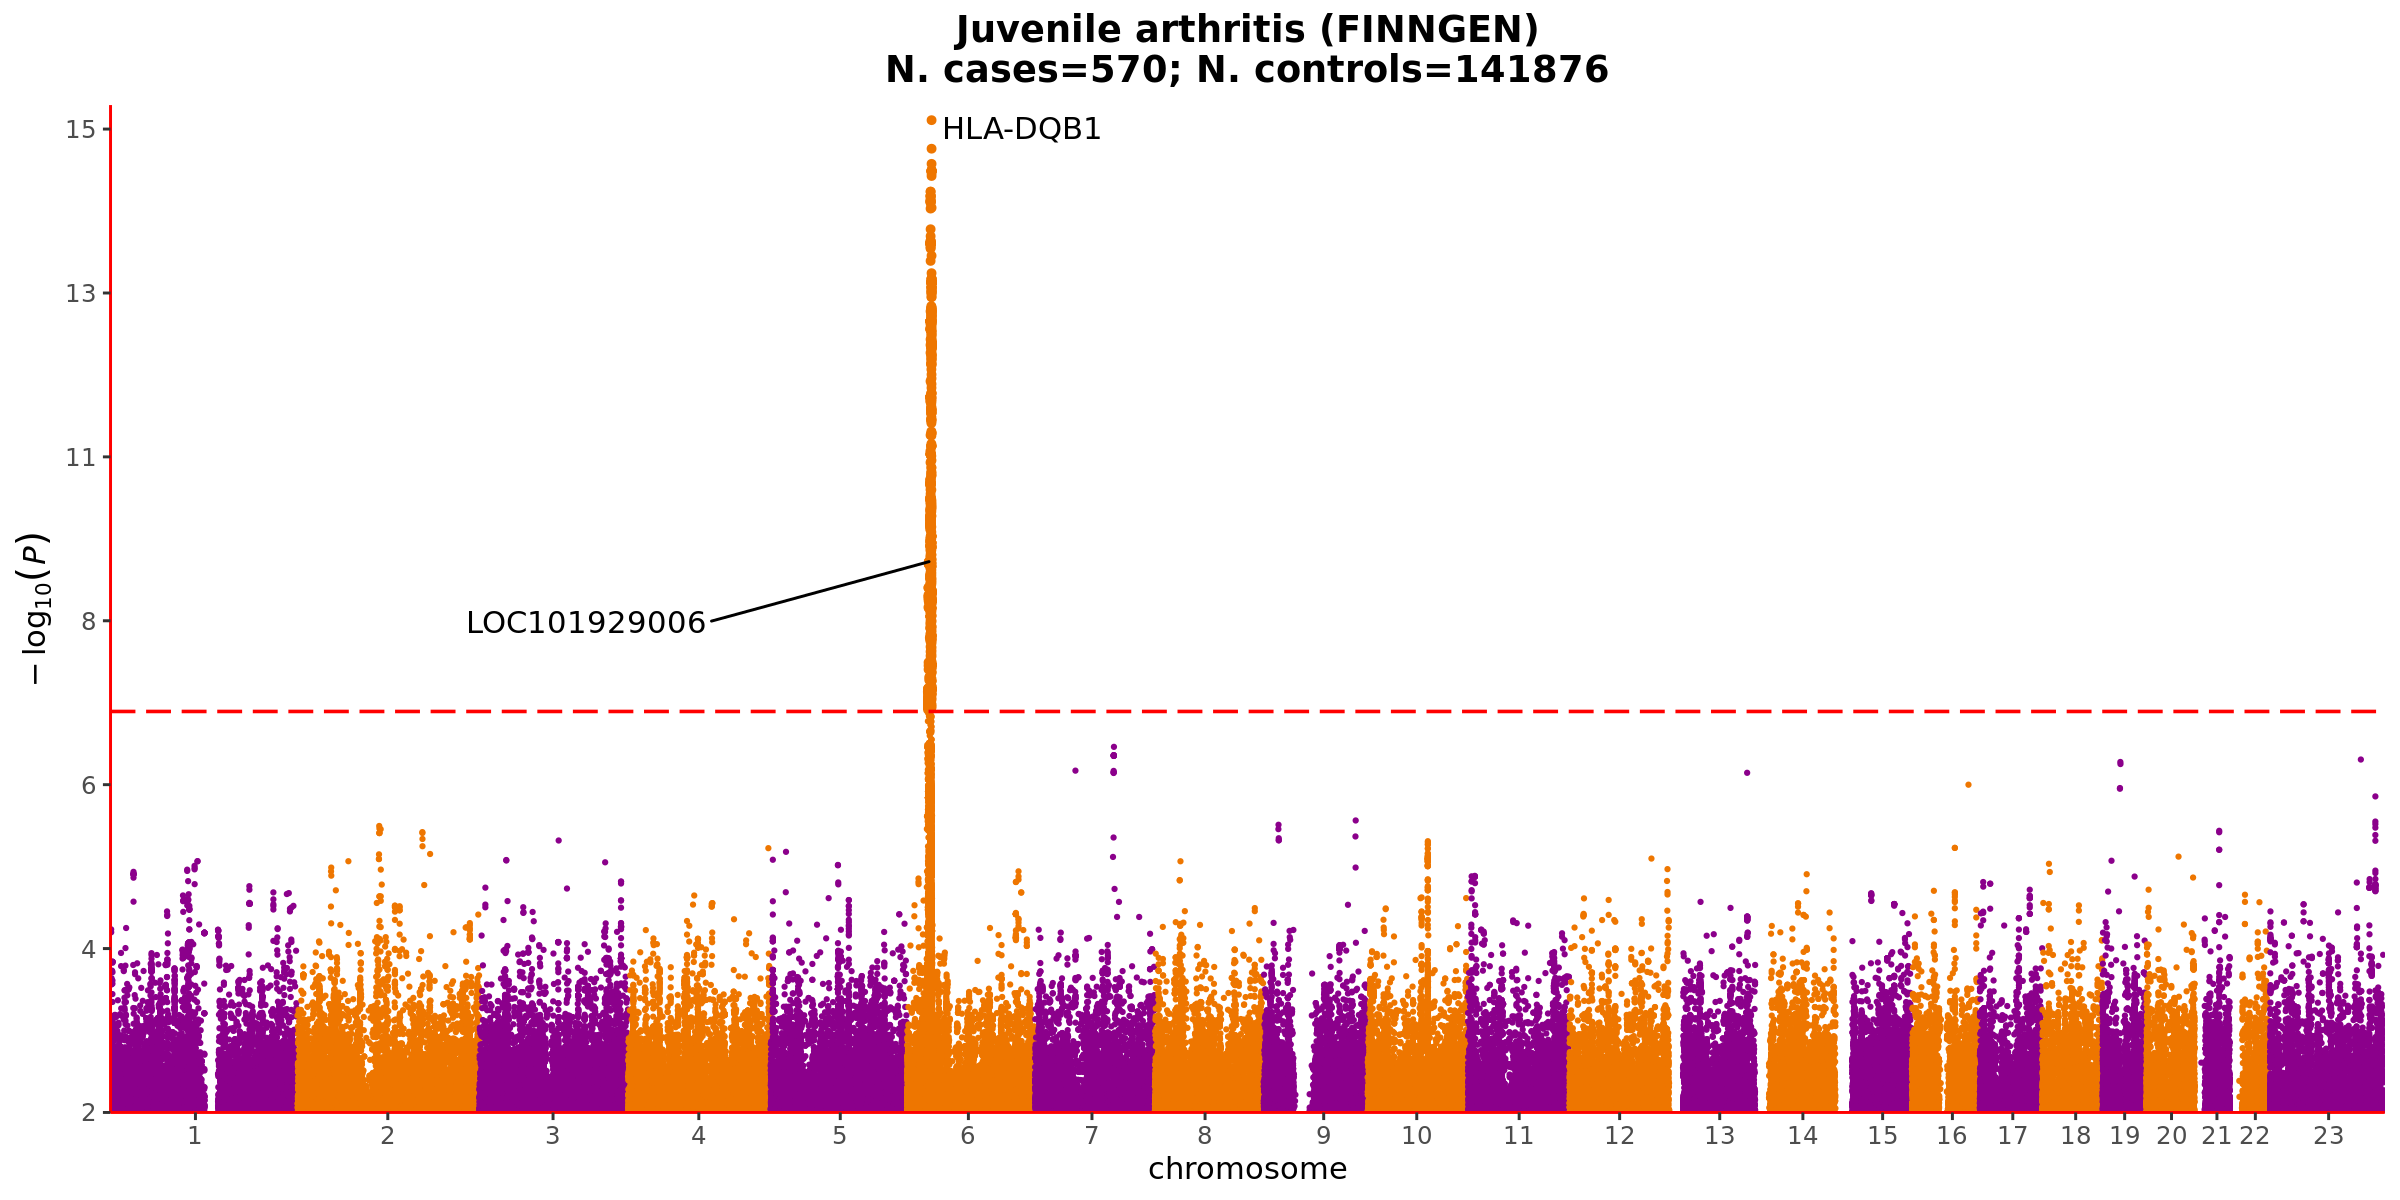 Juvenile arthritis (FINNGEN)
N. cases=570; N. controls=141876
15
HLA-DQB1
13
11
8
LOC101929006
6
4
2
−log₁₀(P)
1 2 3 4 5 6 7 8 9 10 11 12 13 14 15 16 17 18 19 20 21 22 23
chromosome